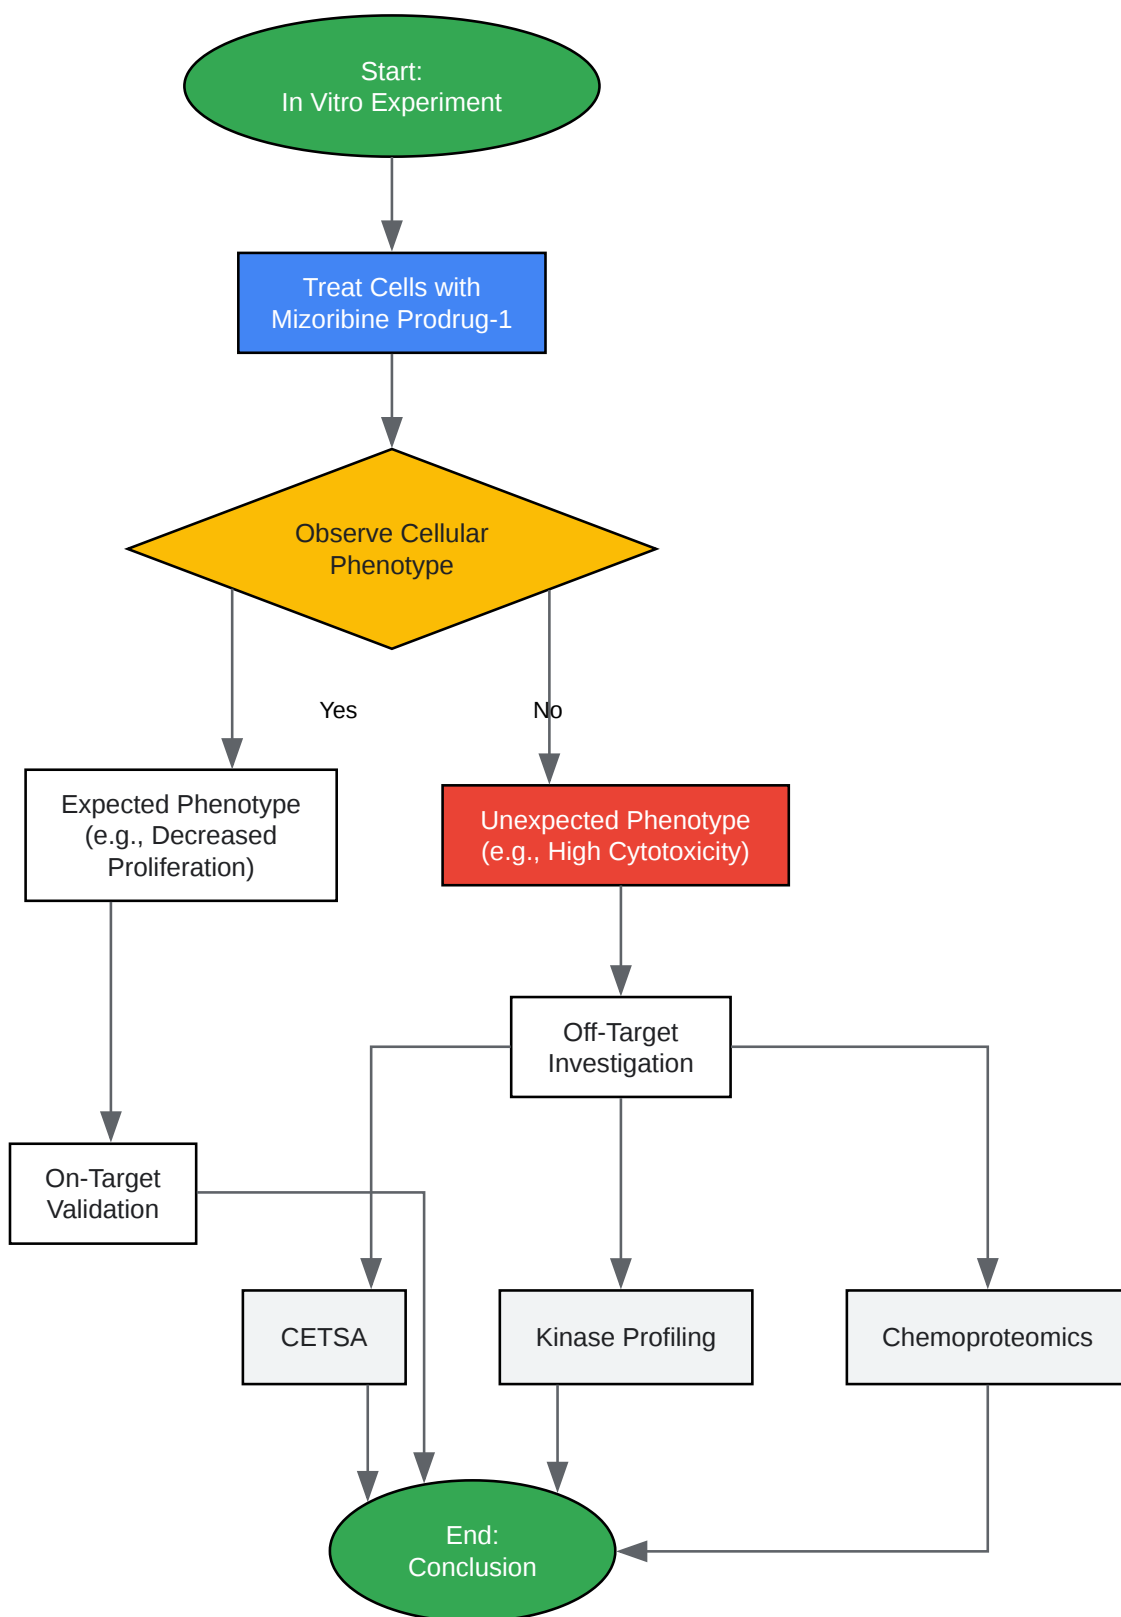 Start:
In Vitro Experiment
Treat Cells with
Mizoribine Prodrug-1
Observe Cellular
Phenotype
Yes
No
Expected Phenotype
(e.g., Decreased
Proliferation)
Unexpected Phenotype
(e.g., High Cytotoxicity)
Off-Target
Investigation
On-Target
Validation
CETSA
Kinase Profiling
Chemoproteomics
End:
Conclusion